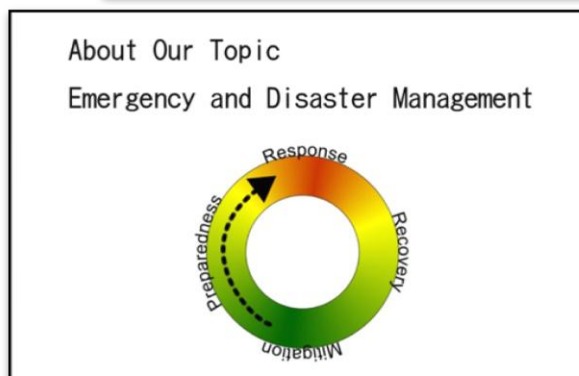 About Our Topic
Emergency and Disaster Management
Response
Preparedness
Recovery
Mitigation